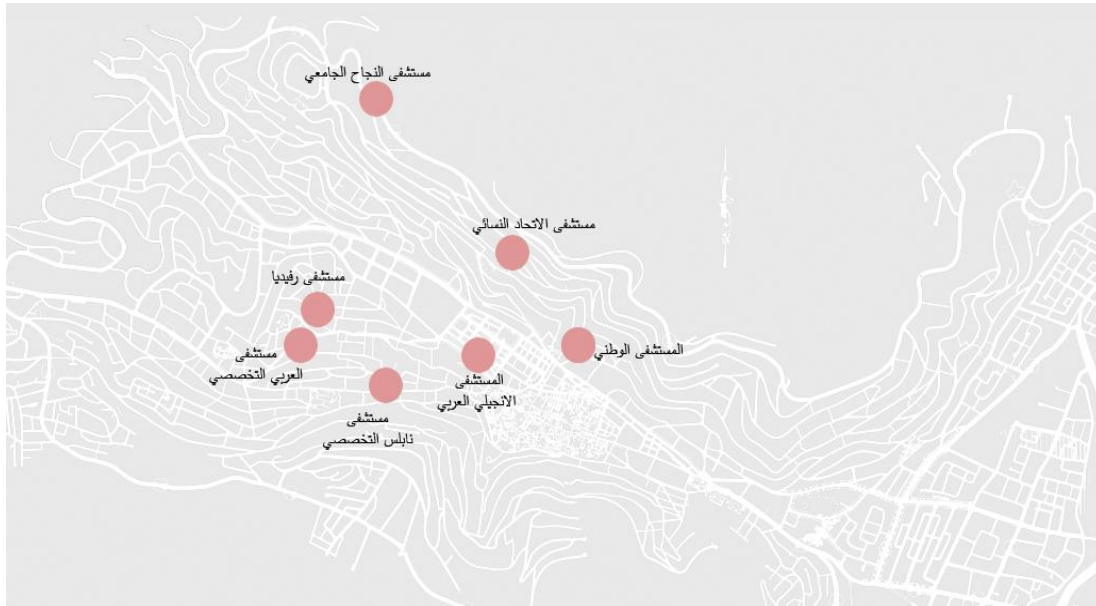 مستشفى النجاح الجامعي
مستشفى الاتحاد النسائي
مستشفى رفيديا
المستشفى الوطني
مستشفى
العربي التخصصي
المستشفى
الانجيلي العربي
مستشفى
نابلس التخصصي